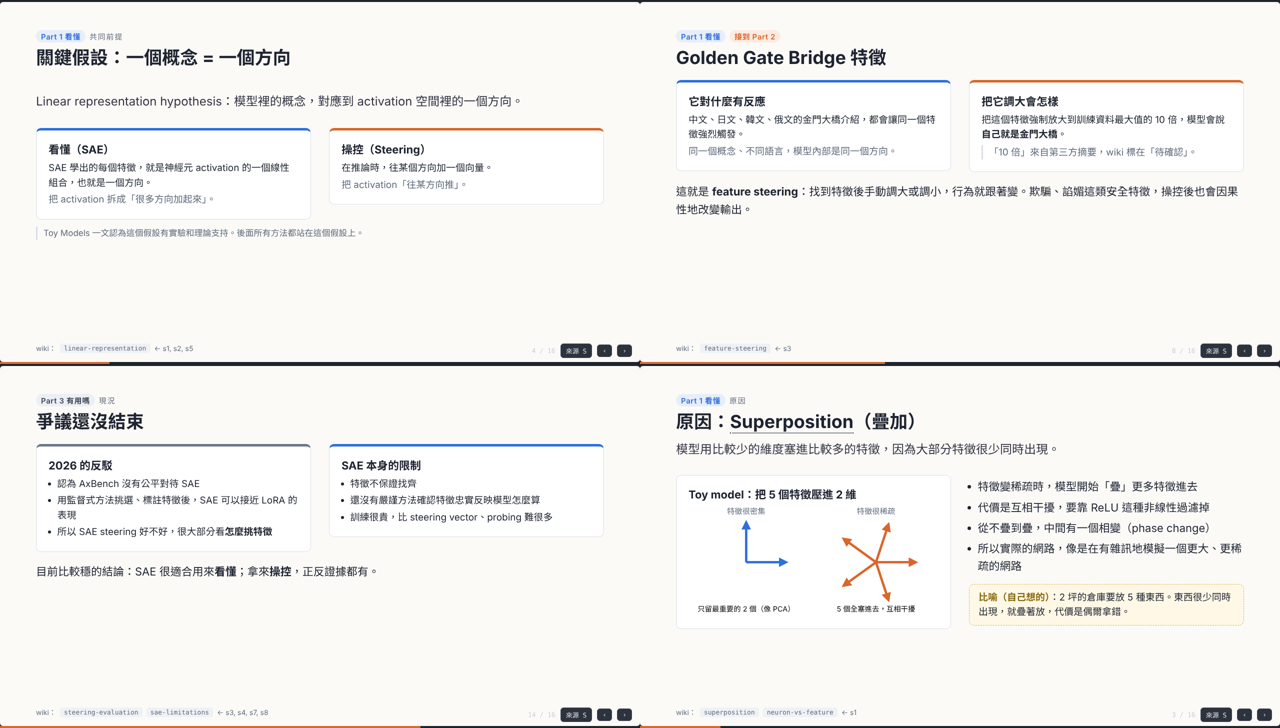 Part 1 看懂 共同前提
關鍵假設：一個概念 = 一個方向
Linear representation hypothesis：模型裡的概念，對應到 activation 空間裡的一個方向。
看懂（SAE）
SAE 學出的每個特徵，就是神經元 activation 的一個線性
組合，也就是一個方向。
把 activation 拆成「很多方向加起來」。
操控（Steering）
在推論時，往某個方向加一個向量。
把 activation「往某方向推」。
Toy Models 一文認為這個假設有實驗和理論支持。後面所有方法都站在這個假設上。
wiki： linear-representation ← s1, s2, s5
4 / 16 來源 S ‹ ›
Part 1 看懂 接到 Part 2
Golden Gate Bridge 特徵
它對什麼有反應
中文、日文、韓文、俄文的金門大橋介紹，都會讓同一個特
徵強烈觸發。
同一個概念、不同語言，模型內部是同一個方向。
把它調大會怎樣
把這個特徵強制放大到訓練資料最大值的 10 倍，模型會說
自己就是金門大橋。
「10 倍」來自第三方摘要，wiki 標在「待確認」。
這就是 feature steering：找到特徵後手動調大或調小，行為就跟著變。欺騙、諂媚這類安全特徵，操控後也會因果
性地改變輸出。
wiki： feature-steering ← s3
來源 S ‹ ›
Part 3 有用嗎 現況
爭議還沒結束
2026 的反駁
認為 AxBench 沒有公平對待 SAE
用監督式方法挑選、標註特徵後，SAE 可以接近 LoRA 的
表現
所以 SAE steering 好不好，很大部分看怎麼挑特徵
SAE 本身的限制
特徵不保證找齊
還沒有嚴謹方法確認特徵忠實反映模型怎麼算
訓練很貴，比 steering vector、probing 難很多
目前比較穩的結論：SAE 很適合用來看懂；拿來操控，正反證據都有。
wiki： steering-evaluation sae-limitations ← s3, s4, s7, s8
14 / 16 來源 S ‹ ›
Part 1 看懂 原因
原因：Superposition（疊加）
模型用比較少的維度塞進比較多的特徵，因為大部分特徵很少同時出現。
Toy model：把 5 個特徵壓進 2 維
特徵很密集 特徵很稀疏
只留最重要的 2 個（像 PCA） 5 個全塞進去，互相干擾
特徵變稀疏時，模型開始「疊」更多特徵進去
代價是互相干擾，要靠 ReLU 這種非線性過濾掉
從不疊到疊，中間有一個相變（phase change）
所以實際的網路，像是在有雜訊地模擬一個更大、更稀
疏的網路
比喻（自己想的）：2 坪的倉庫要放 5 種東西。東西很少同時
出現，就疊著放，代價是偶爾拿錯。
wiki： superposition neuron-vs-feature ← s1
3 / 16 來源 S ‹ ›